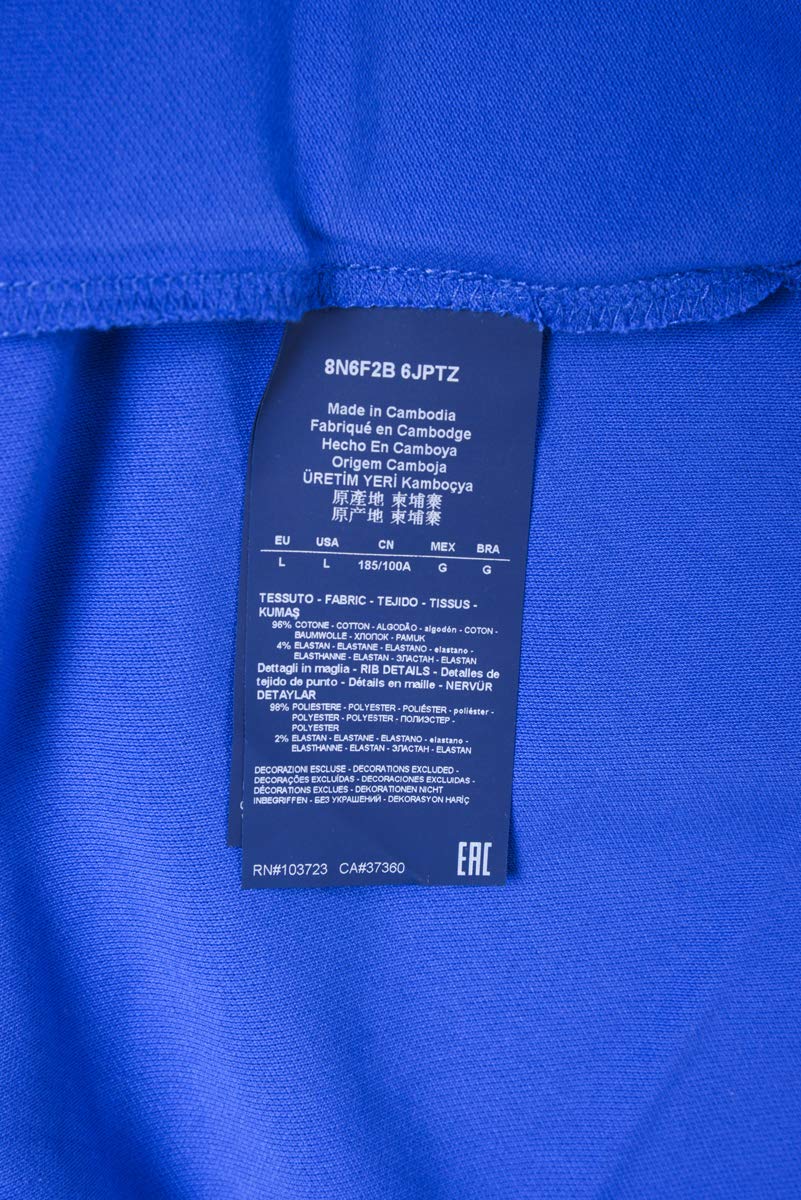 8N6F2B 6JPTZ
Made in Cambodia
Fabriqué en Cambodge
Hecho En Camboya
Origem Camboja
ÜRETİM YERİ Kamboçya
原產地 柬埔寨
原产地 柬埔寨
EU USA CN MEX BRA
L L 185/100A G G
TESSUTO - FABRIC - TEJIDO - TISSUS -
KUMAŞ
96% COTONE - COTTON - ALGODÃO - algodón - COTON -
BAUMWOLLE - ХЛОПОК - PAMUK
4% ELASTAN - ELASTANE - ELASTANO - elastano -
ELASTHANNE - ELASTAN - ЭЛАСТАН - ELASTAN
Dettagli in maglia - RIB DETAILS - Detalles de
tejido de punto - Détails en maille - NERVÜR
DETAYLAR
98% POLIESTERE - POLYESTER - POLIÉSTER - poliéster -
POLYESTER - POLYESTER - ПОЛИЭСТЕР -
POLYESTER
2% ELASTAN - ELASTANE - ELASTANO - elastano -
ELASTHANNE - ELASTAN - ЭЛАСТАН - ELASTAN
DECORAZIONI ESCLUSE - DECORATIONS EXCLUDED -
DECORAÇÕES EXCLUÍDAS - DECORACIONES EXCLUIDAS -
DÉCORATIONS EXCLUES - DEKORATIONEN NICHT
INBEGRIFFEN - БЕЗ УКРАШЕНИЙ - DEKORASYON HARİÇ
RN#103723 CA#37360 EAC